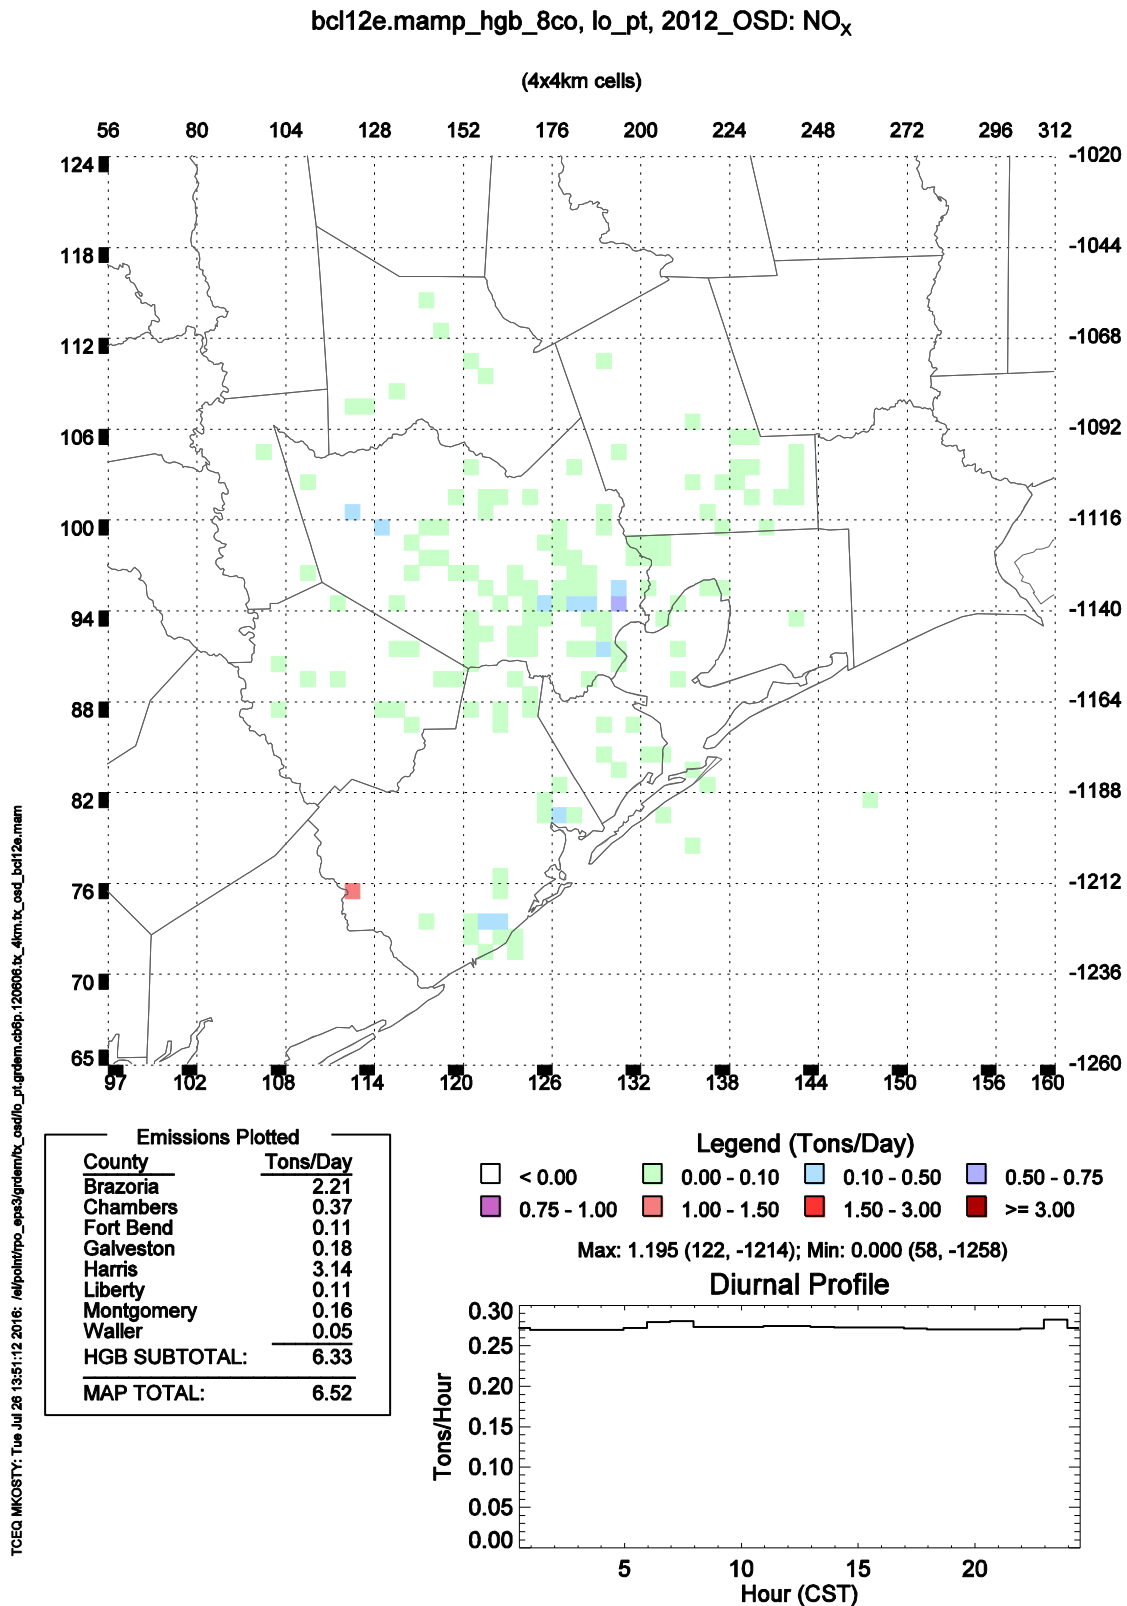 bcl12e.mamp_hgb_8co, lo_pt, 2012_OSD: NOx
(4x4km cells)
56 80 104 128 152 176 200 224 248 272 296 312
124 -1020
118 -1044
112 -1068
106 -1092
100 -1116
94 -1140
88 -1164
82 -1188
76 -1212
70 -1236
65 -1260
97 102 108 114 120 126 132 138 144 150 156 160
TCEQ MKOSTY: Tue Jul 26 13:51:12 2016: /el/point/rpo_eps3/grdem/tx_osd/lo_pt.grdem.cb6p.120606.tx_4km.tx_osd_bcl12e.mam
Emissions Plotted
County Tons/Day
Brazoria 2.21
Chambers 0.37
Fort Bend 0.11
Galveston 0.18
Harris 3.14
Liberty 0.11
Montgomery 0.16
Waller 0.05
HGB SUBTOTAL: 6.33
MAP TOTAL: 6.52
Legend (Tons/Day)
< 0.00 0.00 - 0.10 0.10 - 0.50 0.50 - 0.75
0.75 - 1.00 1.00 - 1.50 1.50 - 3.00 >= 3.00
Max: 1.195 (122, -1214); Min: 0.000 (58, -1258)
Diurnal Profile
Tons/Hour
0.30
0.25
0.20
0.15
0.10
0.05
0.00
5 10 15 20
Hour (CST)